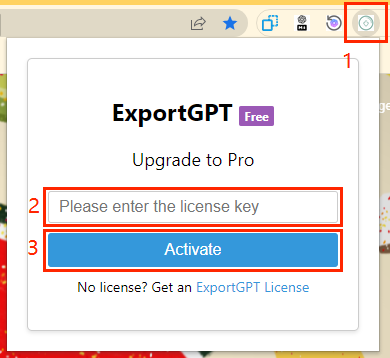 1
ge
ExportGPT Free
Upgrade to Pro
2 Please enter the license key
3 Activate
No license? Get an ExportGPT License